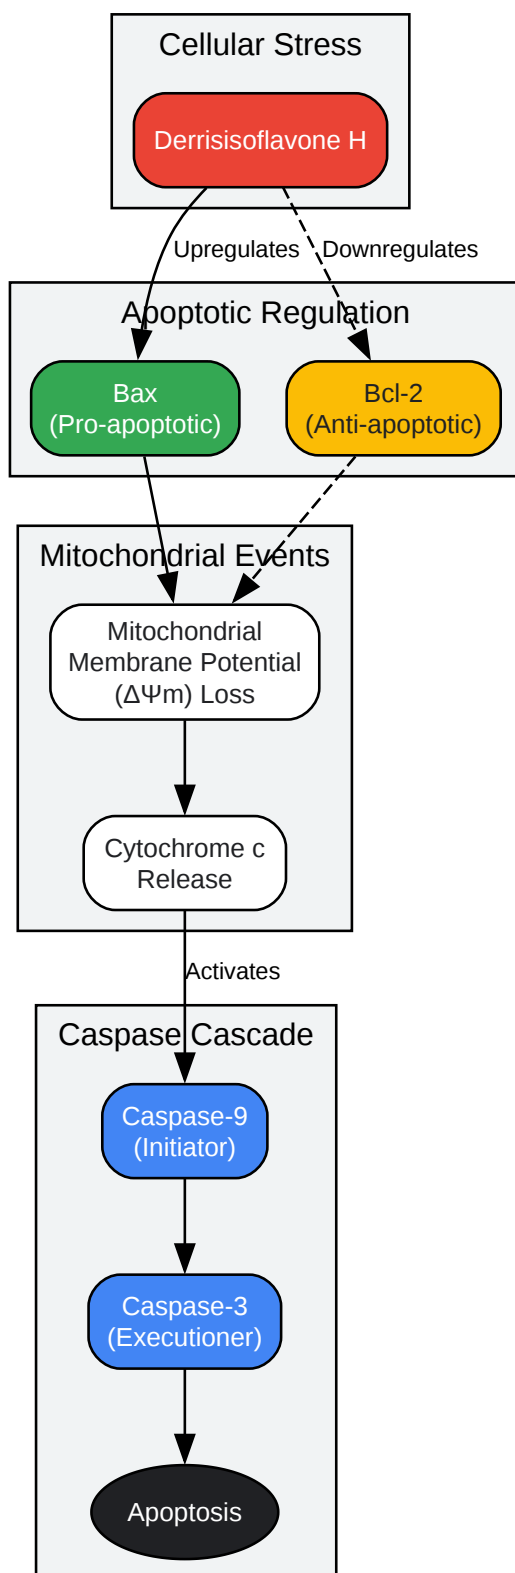 Cellular Stress
Derrisisoflavone H
Upregulates
Downregulates
Apoptotic Regulation
Bax
(Pro-apoptotic)
Bcl-2
(Anti-apoptotic)
Mitochondrial Events
Mitochondrial
Membrane Potential
(ΔΨm) Loss
Cytochrome c
Release
Activates
Caspase Cascade
Caspase-9
(Initiator)
Caspase-3
(Executioner)
Apoptosis